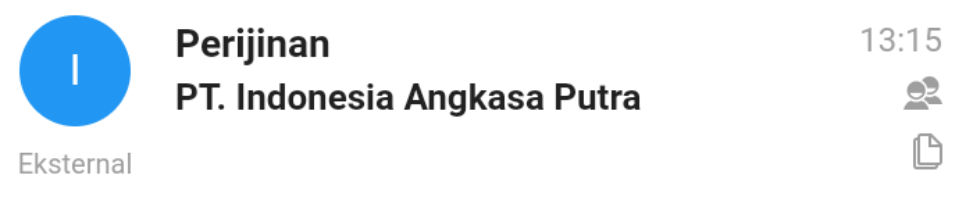 I
Perijinan
13:15
PT. Indonesia Angkasa Putra
Eksternal